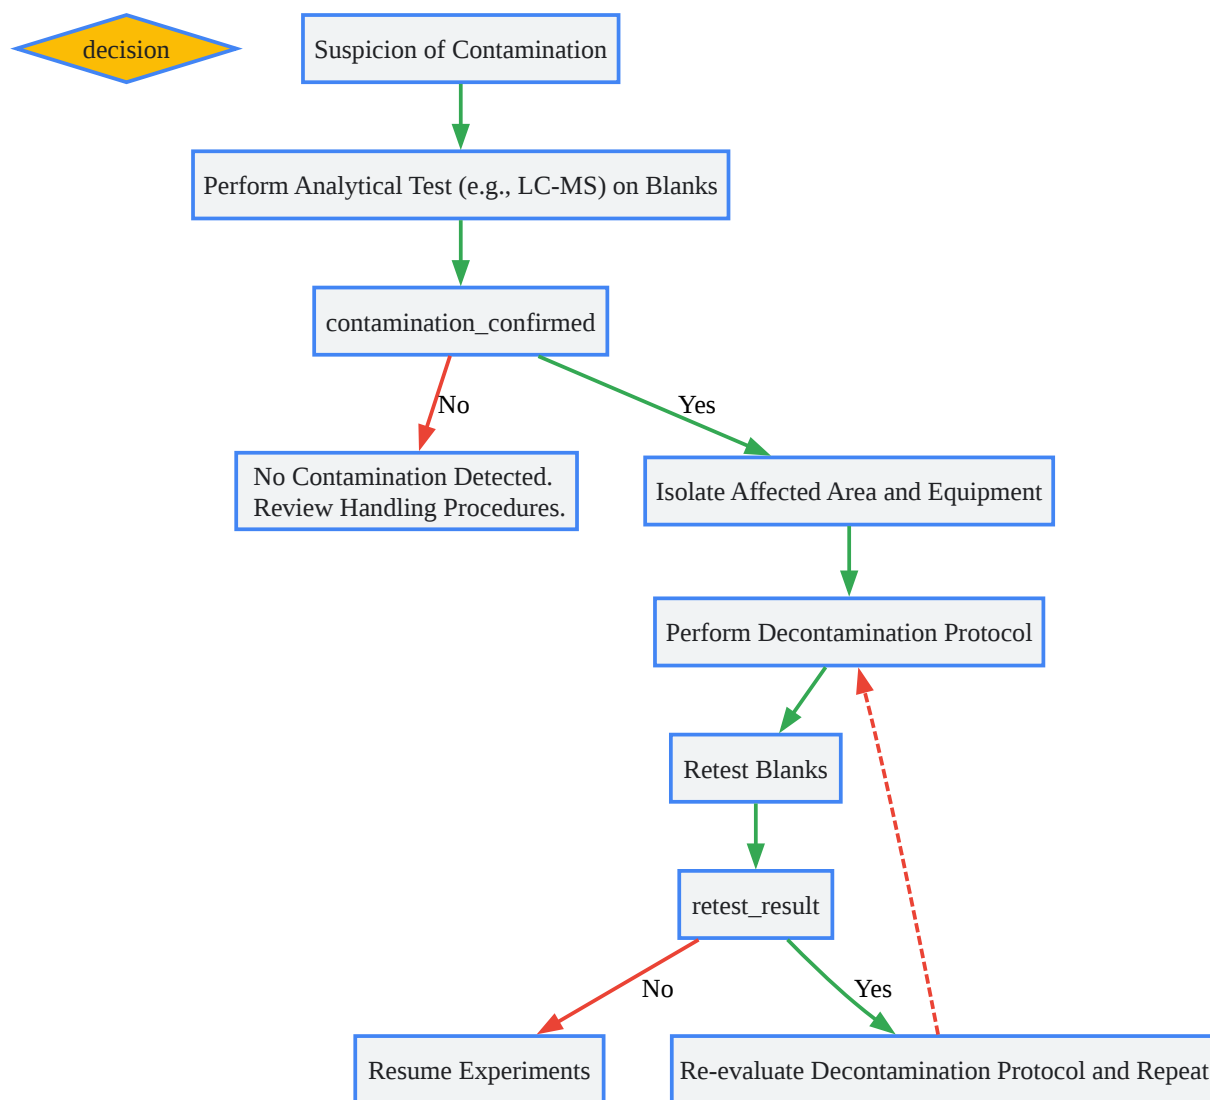 decision
Suspicion of Contamination
Perform Analytical Test (e.g., LC-MS) on Blanks
contamination_confirmed
No
Yes
No Contamination Detected.
Review Handling Procedures.
Isolate Affected Area and Equipment
Perform Decontamination Protocol
Retest Blanks
retest_result
No
Yes
Resume Experiments
Re-evaluate Decontamination Protocol and Repeat